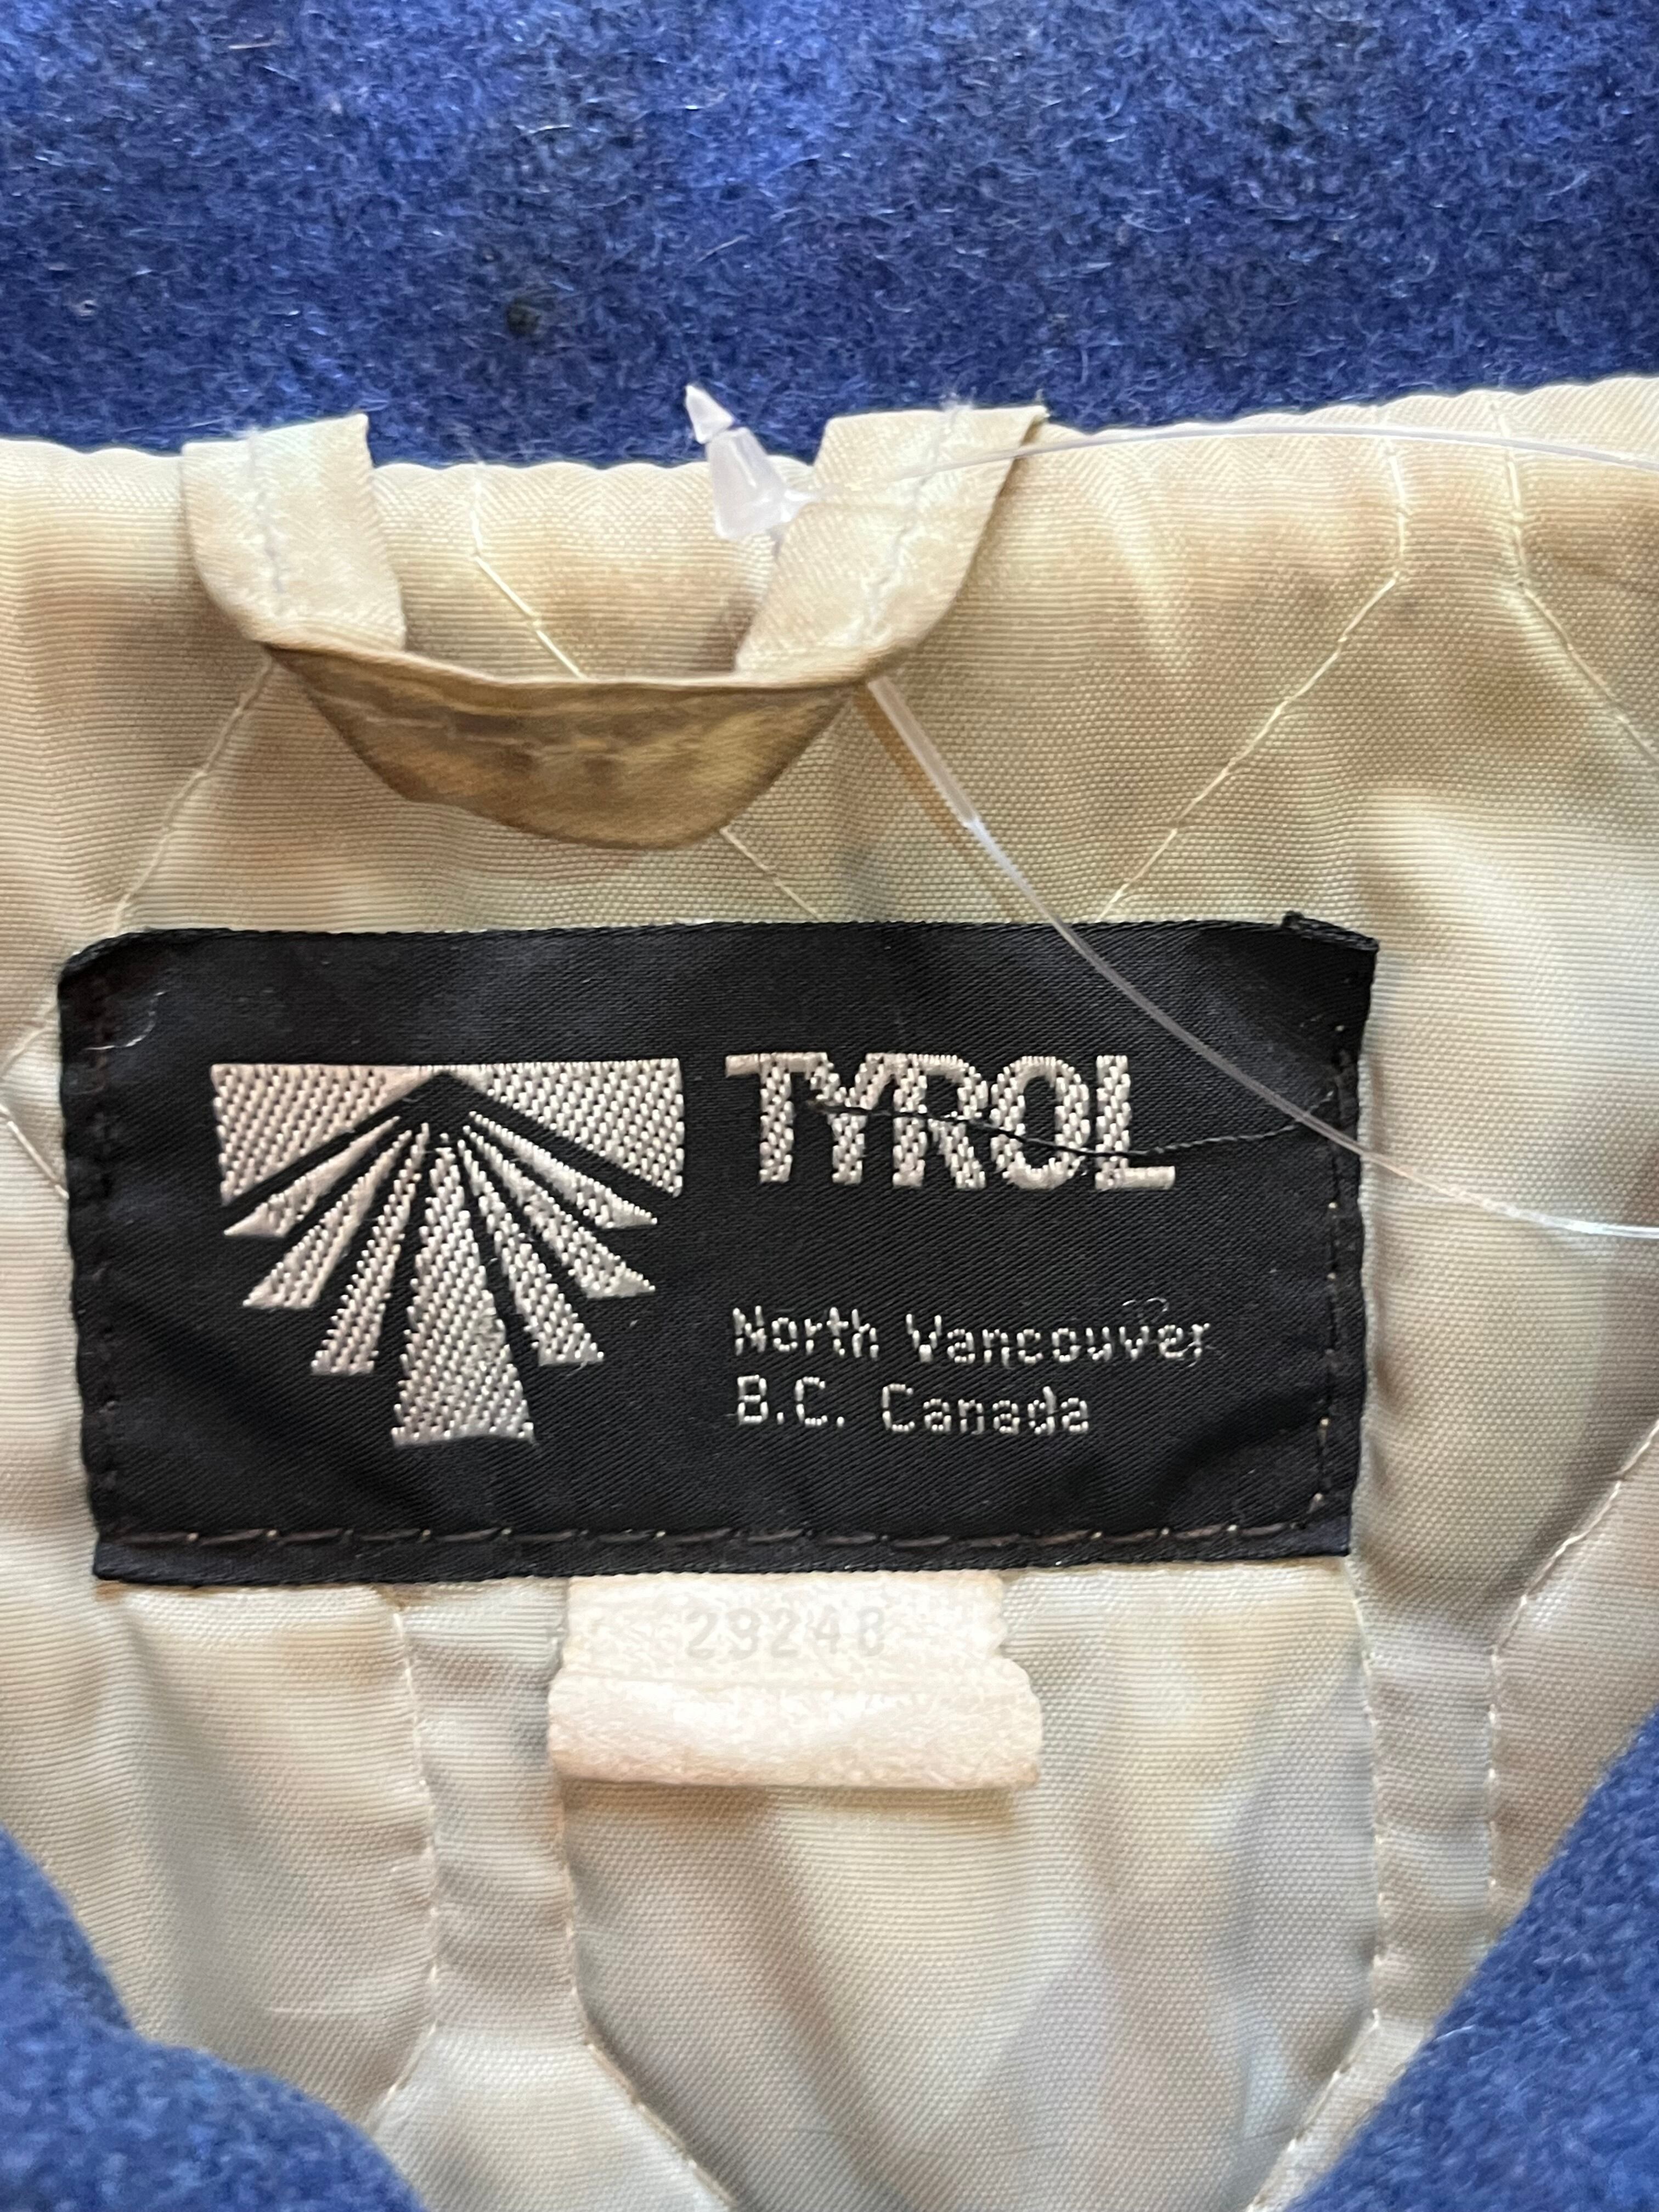 TYROL
North Vancouver
B.C. Canada
29248